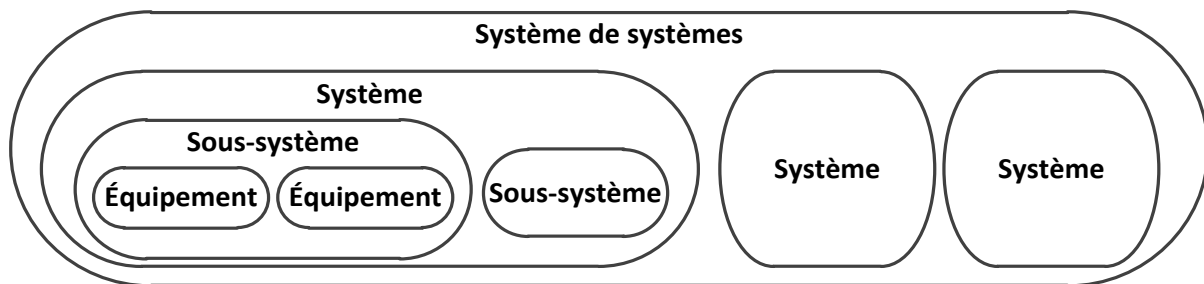 Système de systèmes
Système
Sous-système
Équipement
Équipement
Sous-système
Système
Système